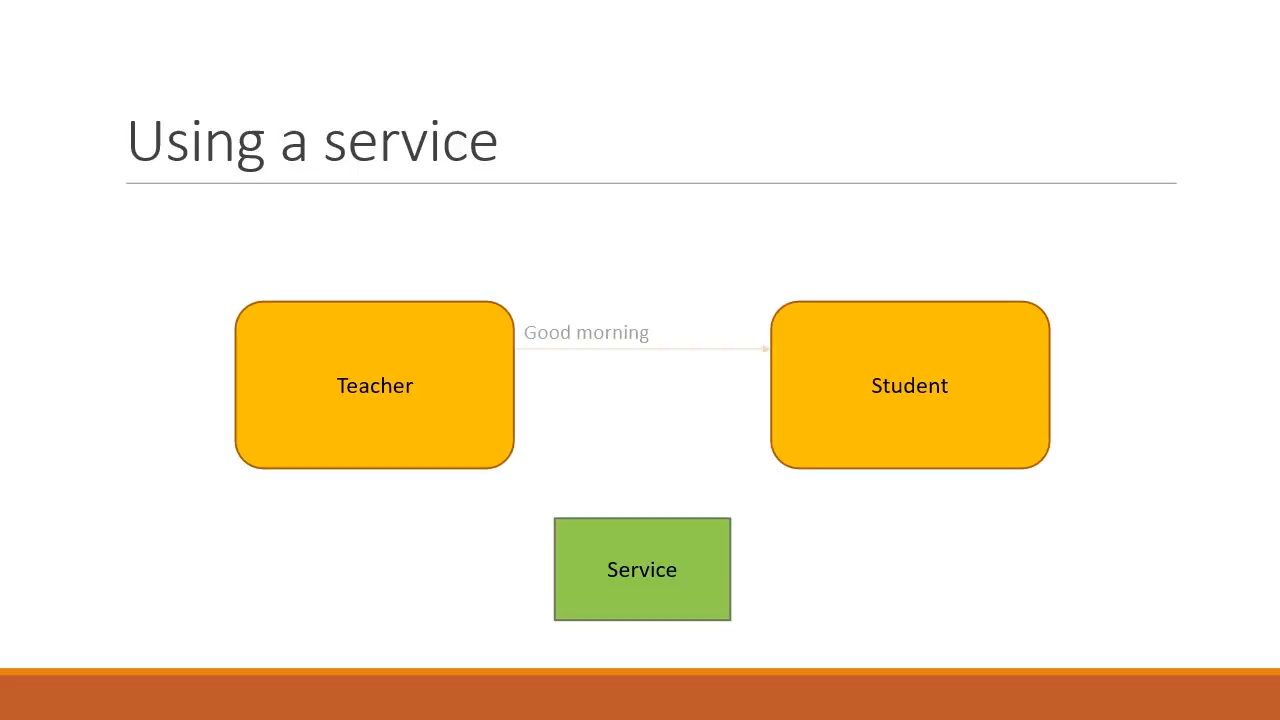 Using a service
Good morning
Teacher
Student
Service